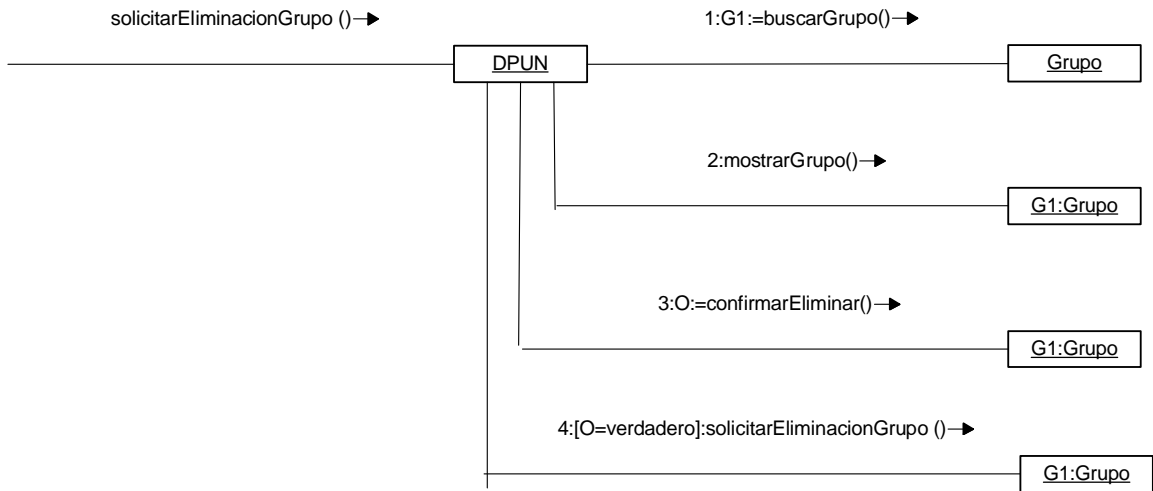 solicitarEliminacionGrupo ()
1:G1:=buscarGrupo()
DPUN
Grupo
2:mostrarGrupo()
G1:Grupo
3:O:=confirmarEliminar()
G1:Grupo
4:[O=verdadero]:solicitarEliminacionGrupo ()
G1:Grupo